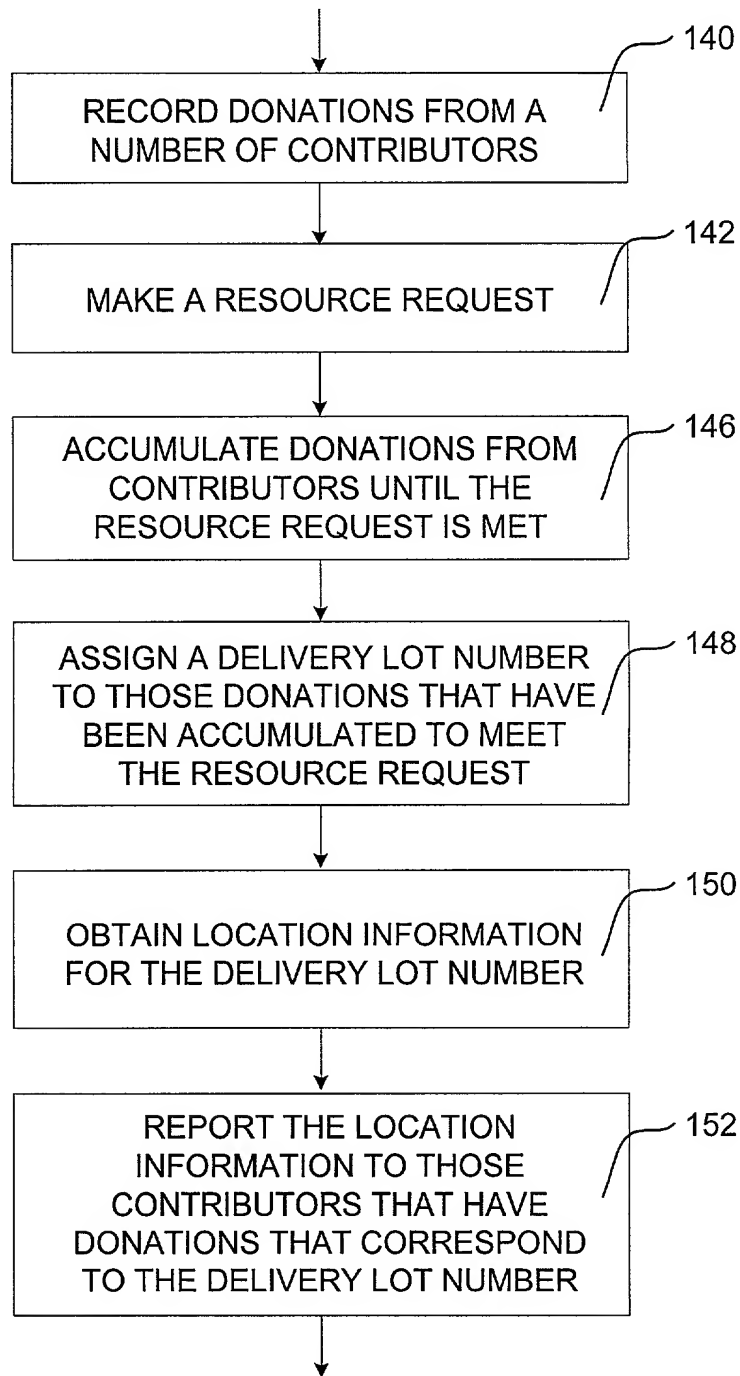 140
RECORD DONATIONS FROM A
NUMBER OF CONTRIBUTORS
142
MAKE A RESOURCE REQUEST
146
ACCUMULATE DONATIONS FROM
CONTRIBUTORS UNTIL THE
RESOURCE REQUEST IS MET
148
ASSIGN A DELIVERY LOT NUMBER
TO THOSE DONATIONS THAT HAVE
BEEN ACCUMULATED TO MEET
THE RESOURCE REQUEST
150
OBTAIN LOCATION INFORMATION
FOR THE DELIVERY LOT NUMBER
152
REPORT THE LOCATION
INFORMATION TO THOSE
CONTRIBUTORS THAT HAVE
DONATIONS THAT CORRESPOND
TO THE DELIVERY LOT NUMBER